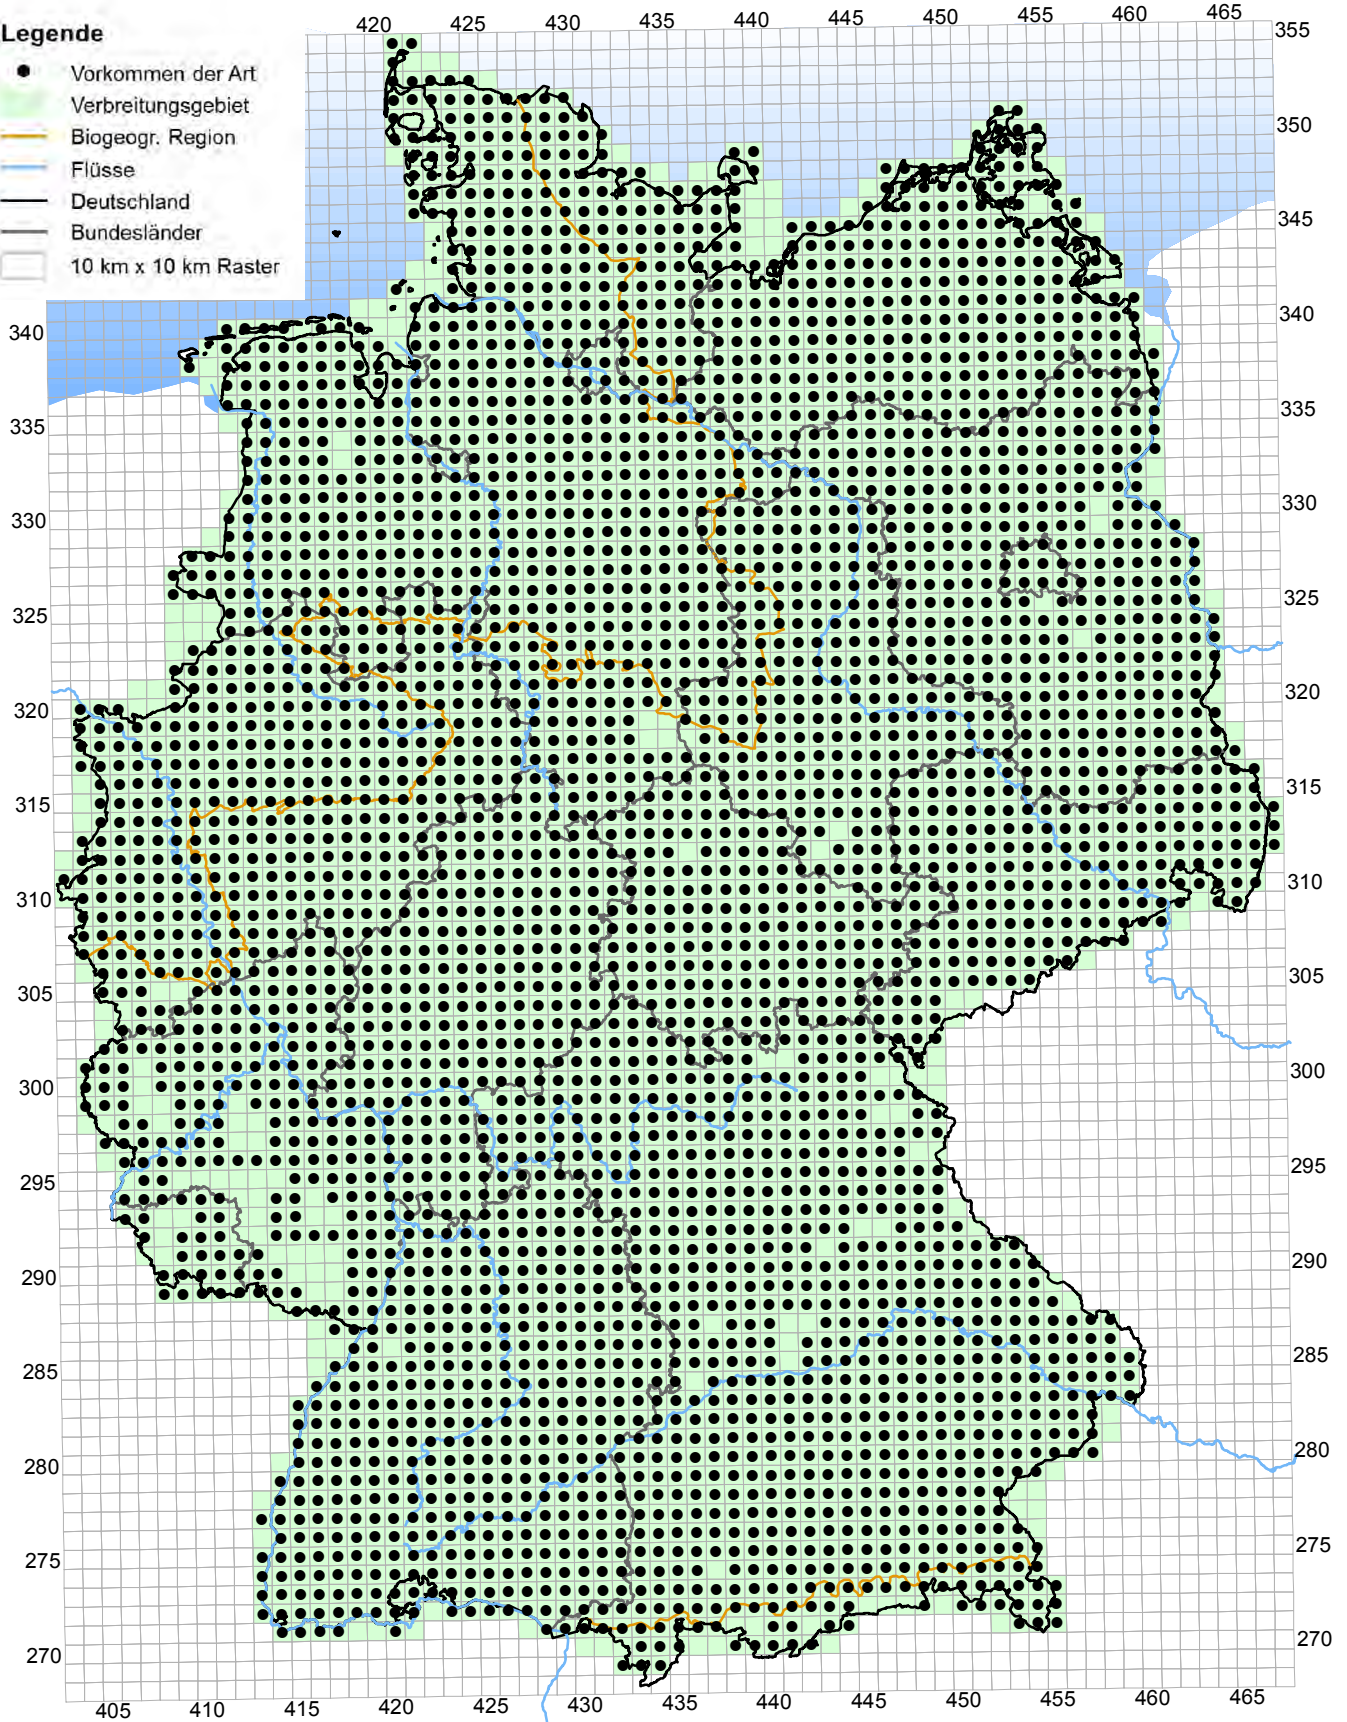 Legende
Vorkommen der Art
Verbreitungsgebiet
Biogeogr. Region
Flüsse
Deutschland
Bundesländer
10 km x 10 km Raster
420 425 430 435 440 445 450 455 460 465
355
350
345
340 340
335 335
330 330
325 325
320 320
315 315
310 310
305 305
300 300
295 295
290 290
285 285
280 280
275 275
270 270
405 410 415 420 425 430 435 440 445 450 455 460 465